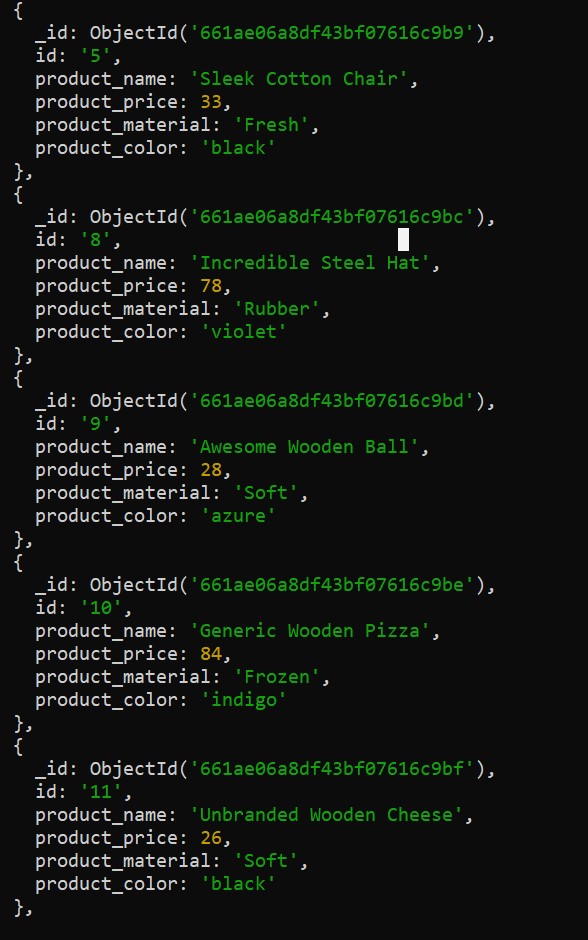 {
_id: ObjectId('661ae06a8df43bf07616c9b9'),
id: '5',
product_name: 'Sleek Cotton Chair',
product_price: 33,
product_material: 'Fresh',
product_color: 'black'
},
{
_id: ObjectId('661ae06a8df43bf07616c9bc'),
id: '8',
product_name: 'Incredible Steel Hat',
product_price: 78,
product_material: 'Rubber',
product_color: 'violet'
},
{
_id: ObjectId('661ae06a8df43bf07616c9bd'),
id: '9',
product_name: 'Awesome Wooden Ball',
product_price: 28,
product_material: 'Soft',
product_color: 'azure'
},
{
_id: ObjectId('661ae06a8df43bf07616c9be'),
id: '10',
product_name: 'Generic Wooden Pizza',
product_price: 84,
product_material: 'Frozen',
product_color: 'indigo'
},
{
_id: ObjectId('661ae06a8df43bf07616c9bf'),
id: '11',
product_name: 'Unbranded Wooden Cheese',
product_price: 26,
product_material: 'Soft',
product_color: 'black'
},